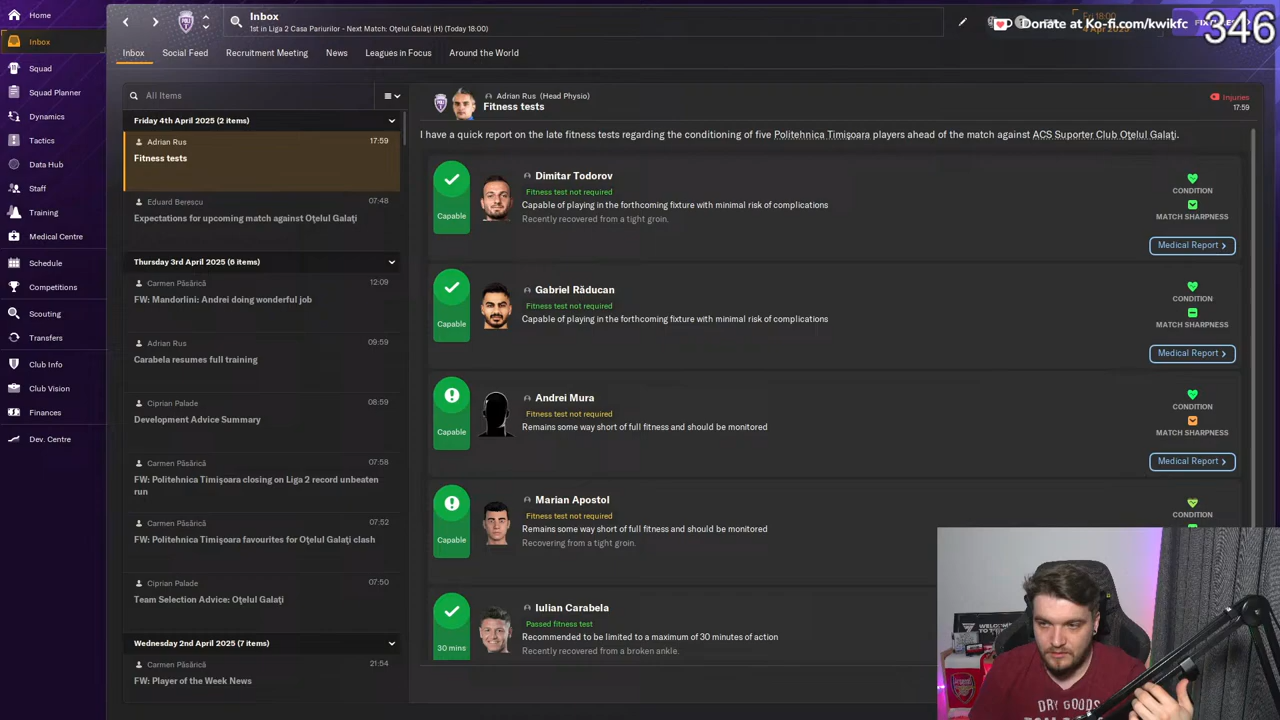 Home
Inbox
Squad
Squad Planner
Dynamics
Tactics
Data Hub
Staff
Training
Medical Centre
Schedule
Competitions
Scouting
Transfers
Club Info
Club Vision
Finances
Dev. Centre
POLI
Inbox
1st in Liga 2 Casa Pariurilor - Next Match: Oțelul Galați (H) (Today 18:00)
Donate at Ko-fi.com/kwikfc
346
Inbox
Social Feed
Recruitment Meeting
News
Leagues in Focus
Around the World
All Items
Friday 4th April 2025 (2 items)
Adrian Rus
17:59
Fitness tests
Eduard Berescu
07:48
Expectations for upcoming match against Oțelul Galați
Thursday 3rd April 2025 (6 items)
Carmen Păsărică
12:09
FW: Mandorlini: Andrei doing wonderful job
Adrian Rus
09:59
Carabela resumes full training
Ciprian Palade
08:59
Development Advice Summary
Carmen Păsărică
07:58
FW: Politehnica Timișoara closing on Liga 2 record unbeaten
run
Carmen Păsărică
07:52
FW: Politehnica Timișoara favourites for Oțelul Galați clash
Ciprian Palade
07:50
Team Selection Advice: Oțelul Galați
Wednesday 2nd April 2025 (7 items)
Carmen Păsărică
21:54
FW: Player of the Week News
Adrian Rus (Head Physio)
Fitness tests
Injuries
17:59
I have a quick report on the late fitness tests regarding the conditioning of five Politehnica Timișoara players ahead of the match against ACS Suporter Club Oțelul Galați.
Capable
Dimitar Todorov
Fitness test not required
Capable of playing in the forthcoming fixture with minimal risk of complications
Recently recovered from a tight groin.
CONDITION
MATCH SHARPNESS
Medical Report
Capable
Gabriel Răducan
Fitness test not required
Capable of playing in the forthcoming fixture with minimal risk of complications
CONDITION
MATCH SHARPNESS
Medical Report
Capable
Andrei Mura
Fitness test not required
Remains some way short of full fitness and should be monitored
CONDITION
MATCH SHARPNESS
Medical Report
Capable
Marian Apostol
Fitness test not required
Remains some way short of full fitness and should be monitored
Recovering from a tight groin.
CONDITION
30 mins
Iulian Carabela
Passed fitness test
Recommended to be limited to a maximum of 30 minutes of action
Recently recovered from a broken ankle.
DRY GOODS